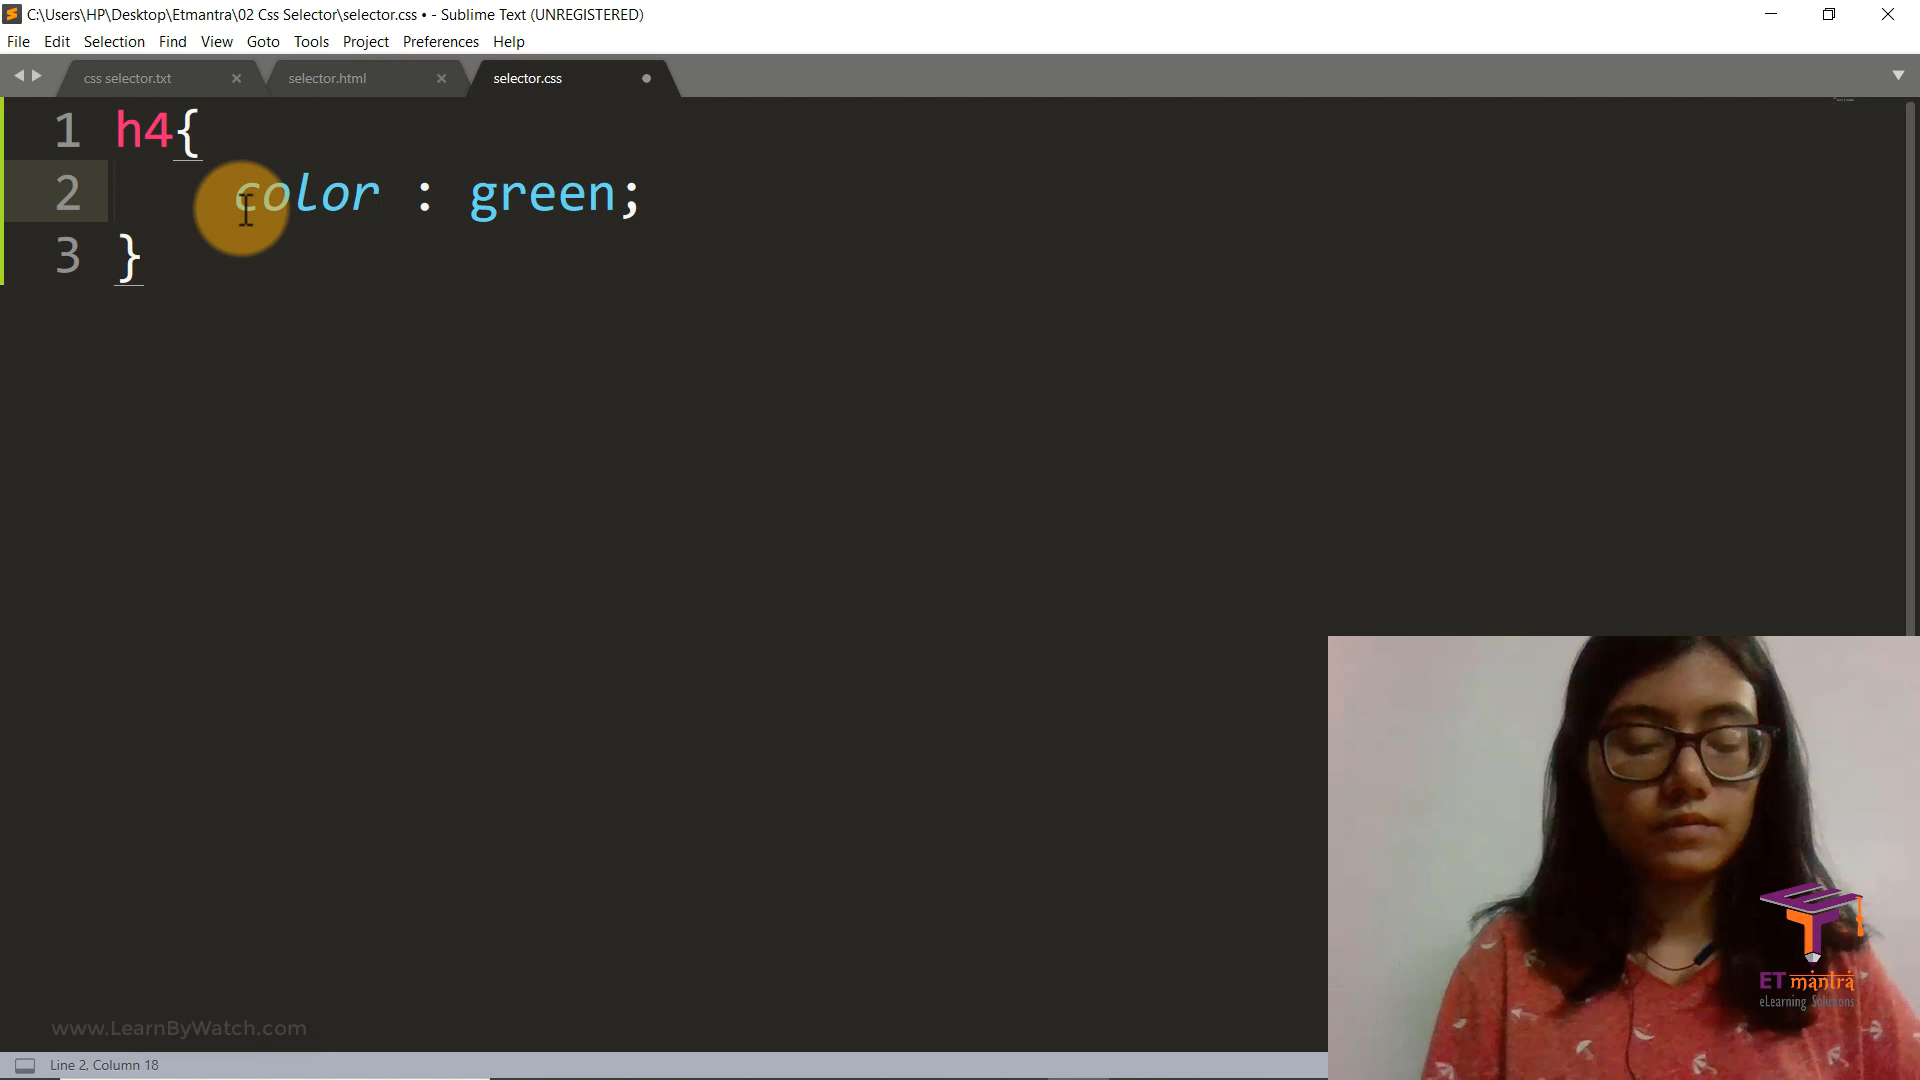 C:\Users\HP\Desktop\Etmantra\02 Css Selector\selector.css • - Sublime Text (UNREGISTERED)
File Edit Selection Find View Goto Tools Project Preferences Help
css selector.txt selector.html selector.css
1 h4{
2 color : green;
3 }
ET mantra
eLearning Solutions
www.LearnByWatch.com
Line 2, Column 18